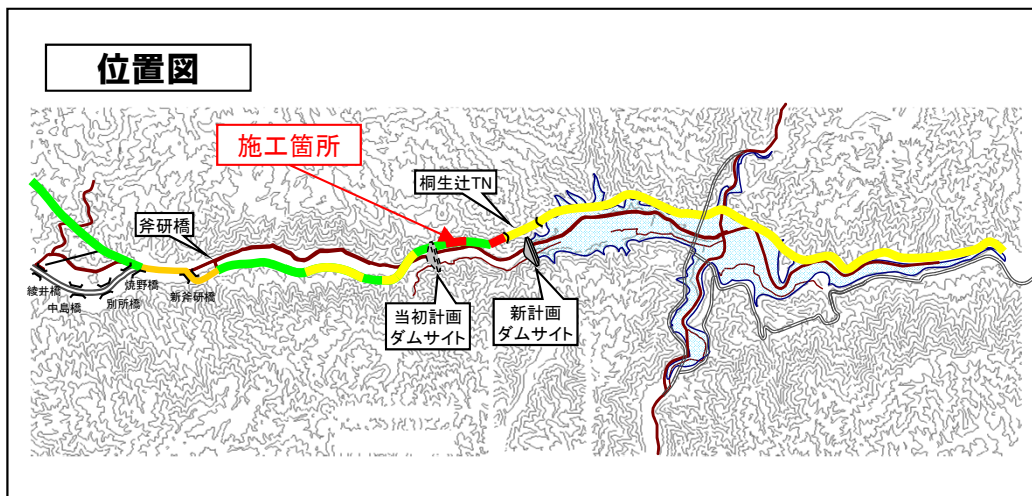 位置図
施工箇所
桐生辻TN
斧研橋
綾井橋
中島橋
別所橋
焼野橋
新斧研橋
当初計画
ダムサイト
新計画
ダムサイト